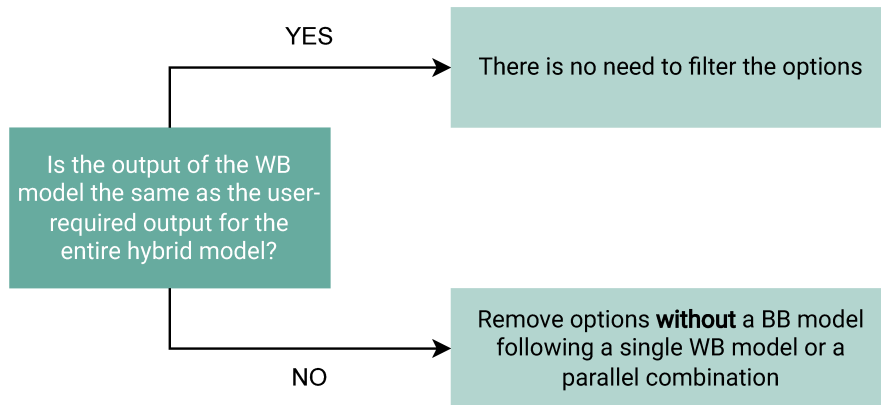 YES
There is no need to filter the options
Is the output of the WB
model the same as the user-
required output for the
entire hybrid model?
Remove options without a BB model
following a single WB model or a
parallel combination
NO